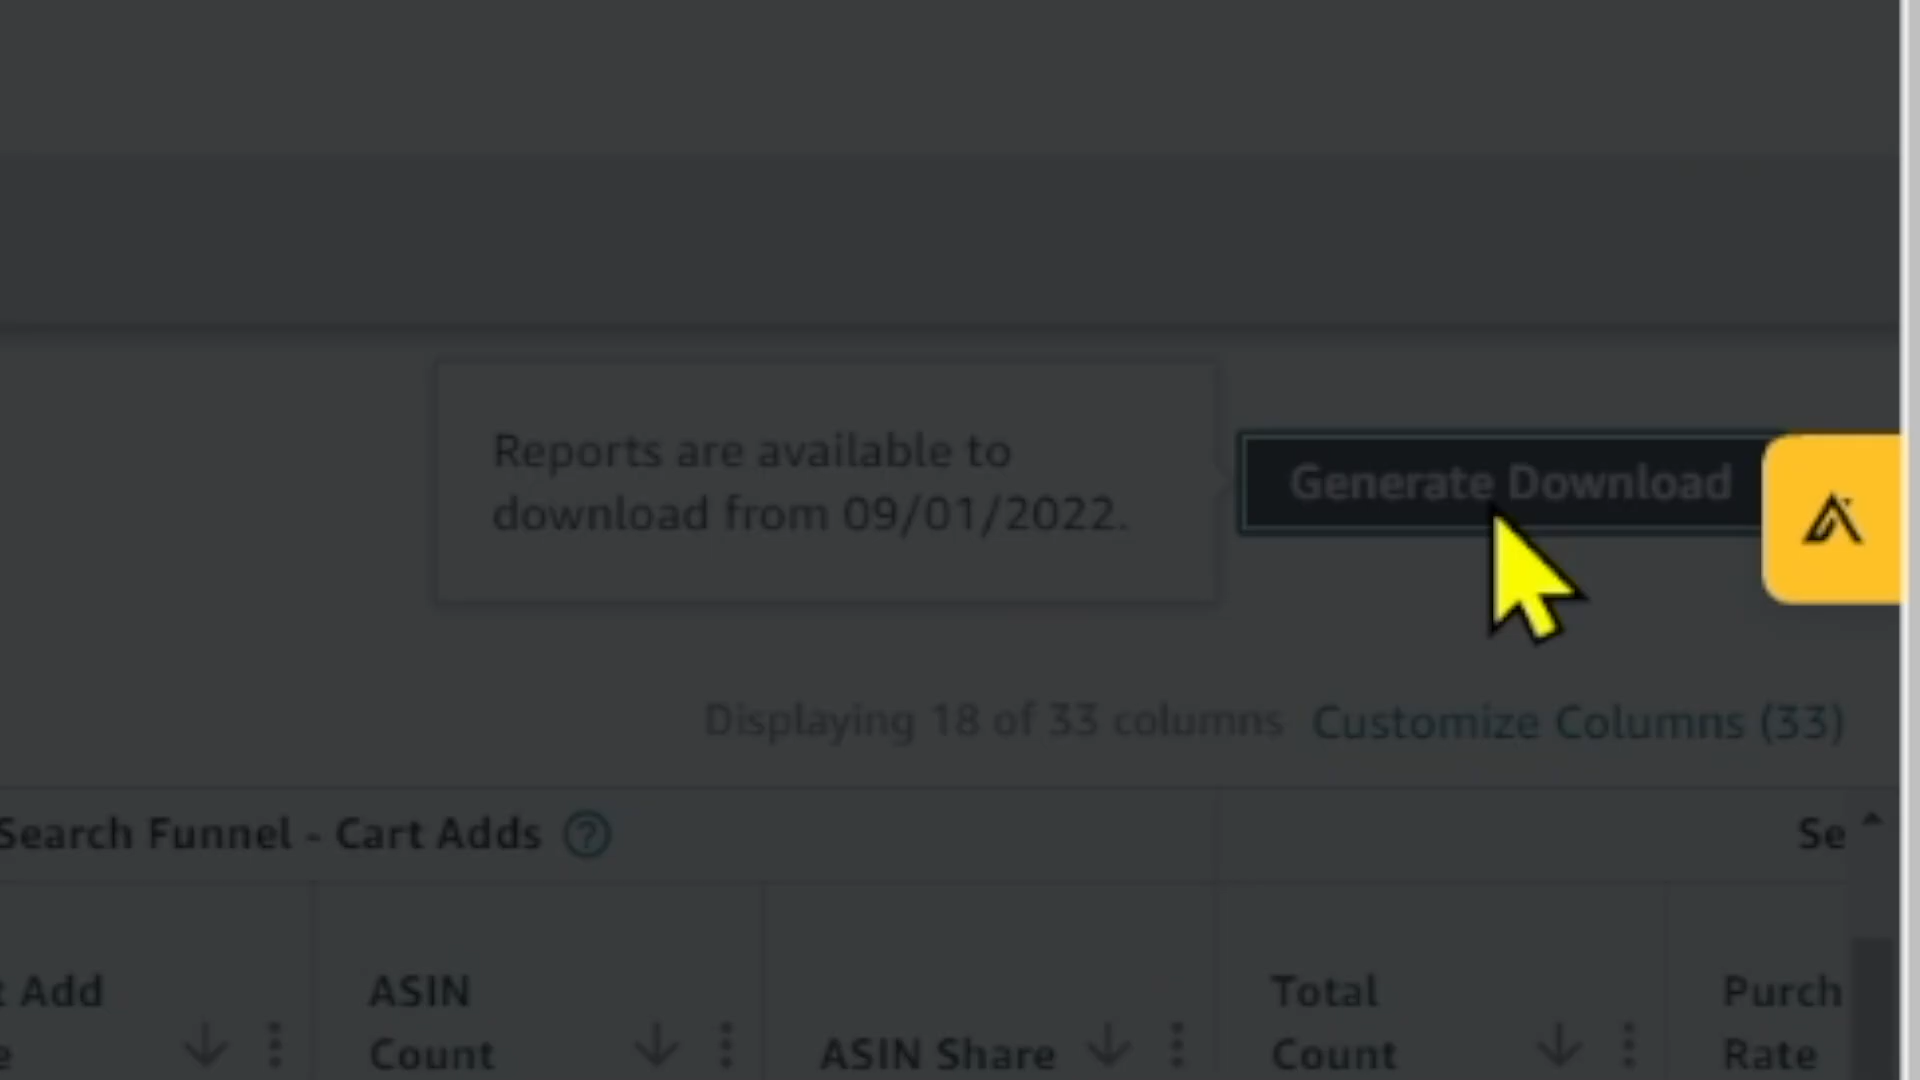 Reports are available to
download from 09/01/2022.
Generate Download
Displaying 18 of 33 columns Customize Columns (33)
Search Funnel - Cart Adds ?
Se
Add
ASIN
Count
ASIN Share
Total
Count
Purch
Rate